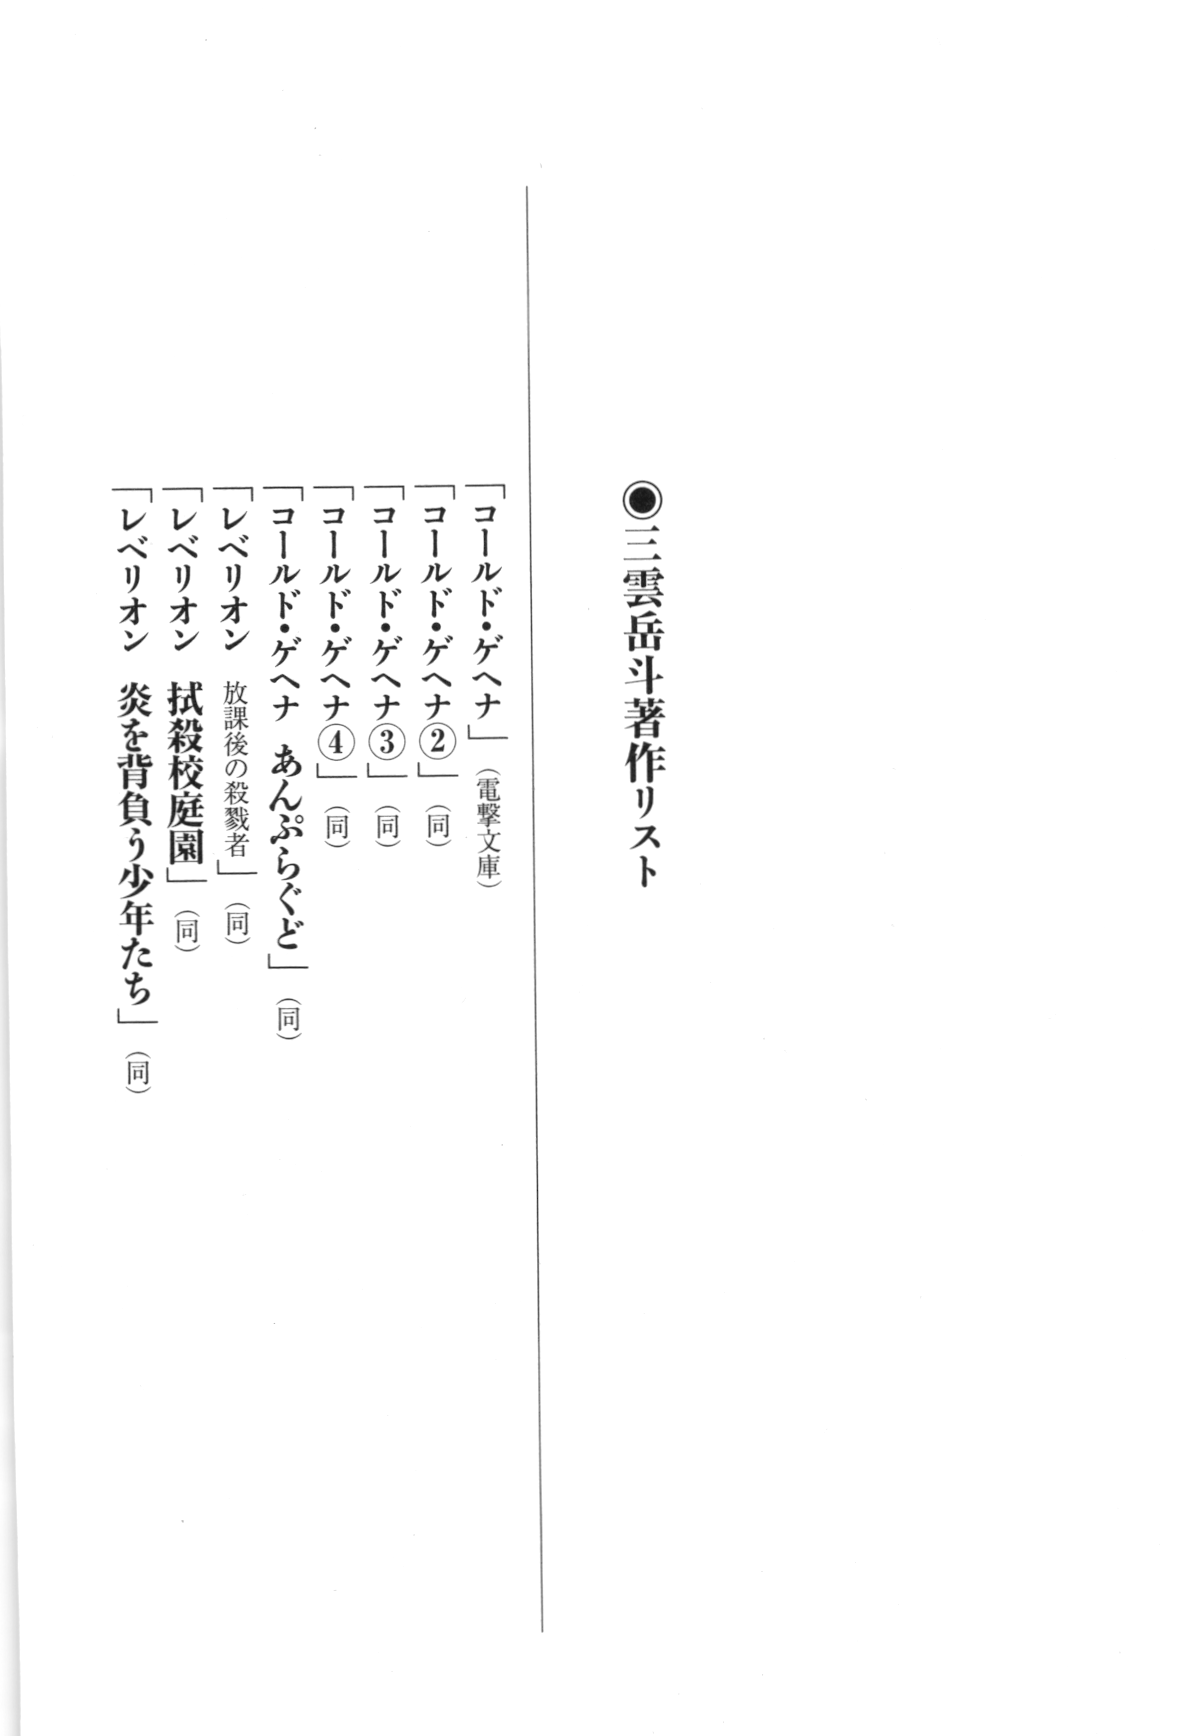 ◉三雲岳斗著作リスト
「コールド・ゲヘナ」(電撃文庫)
「コールド・ゲヘナ②」(同)
「コールド・ゲヘナ③」(同)
「コールド・ゲヘナ④」(同)
「コールド・ゲヘナ　あんぷらぐど」(同)
「レベリオン　放課後の殺戮者」(同)
「レベリオン　拭殺校庭園」(同)
「レベリオン　炎を背負う少年たち」(同)